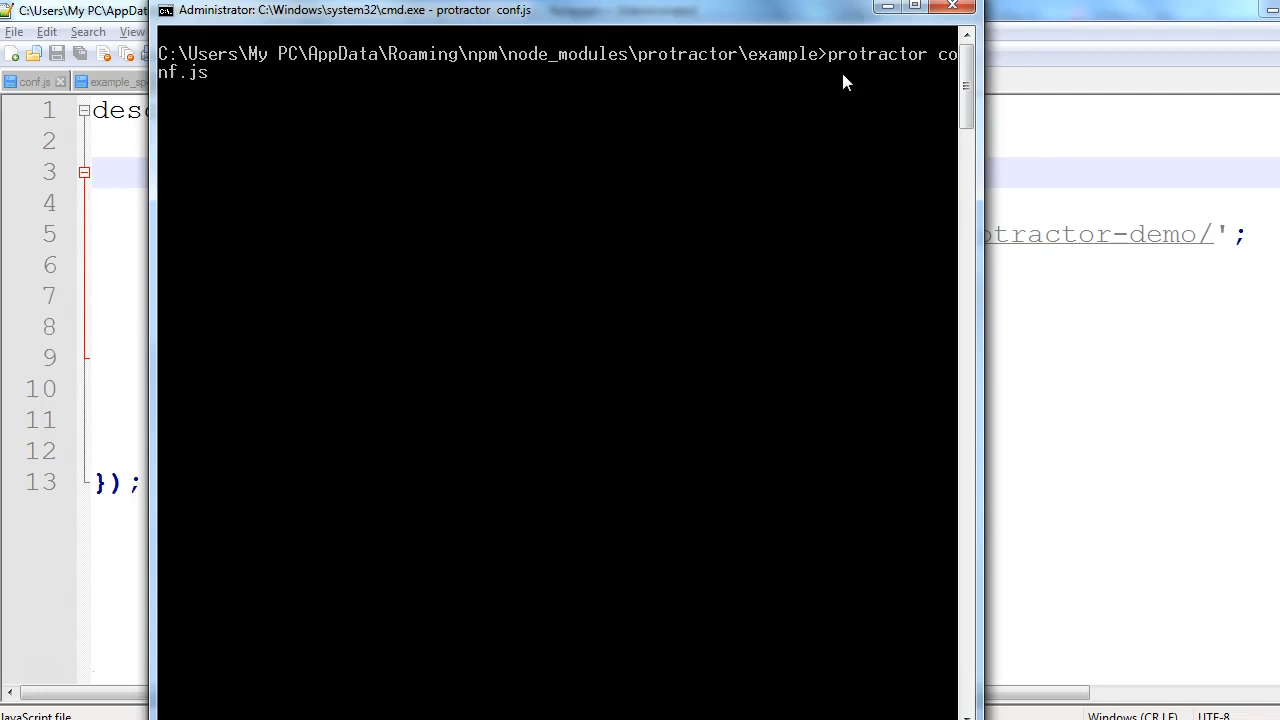 C:\Users\My PC\AppDat
Administrator: C:\Windows\system32\cmd.exe - protractor  conf.js
File Edit Search View
conf.js
example_sp
C:\Users\My PC\AppData\Roaming\npm\node_modules\protractor\example>protractor co
nf.js
1 desc
2
3
4
5 otractor-demo/';
6
7
8
9
10
11
12
13 });
JavaScript file
Windows (CR LF)
UTF-8